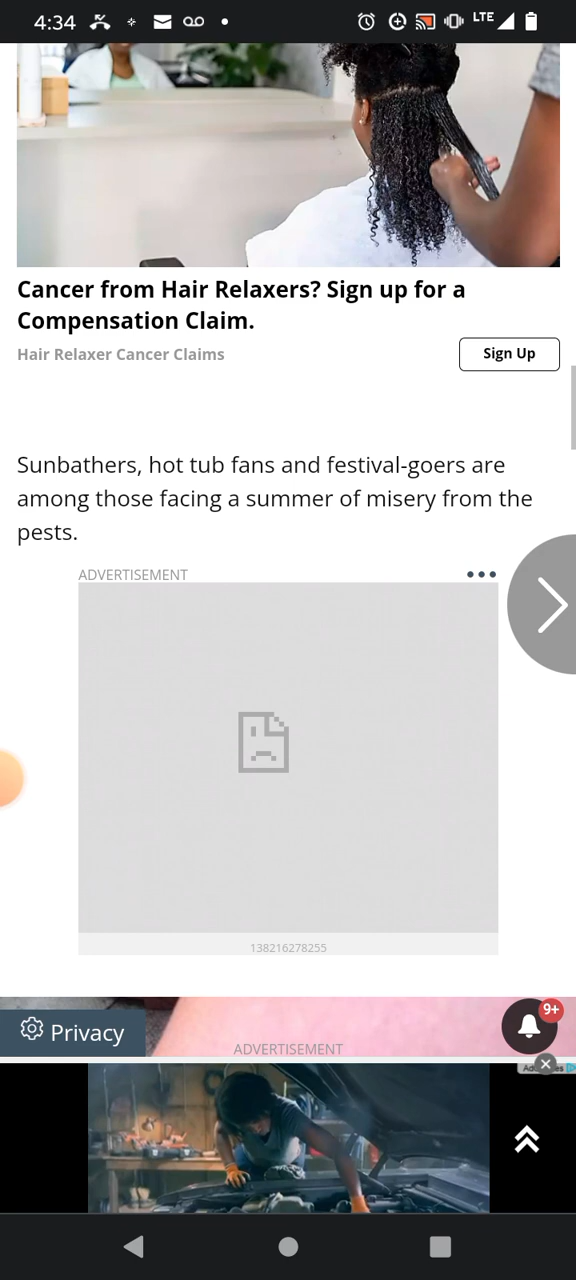 4:34
LTE
Cancer from Hair Relaxers? Sign up for a
Compensation Claim.
Hair Relaxer Cancer Claims
Sign Up
Sunbathers, hot tub fans and festival-goers are
among those facing a summer of misery from the
pests.
ADVERTISEMENT
138216278255
Privacy
9+
ADVERTISEMENT